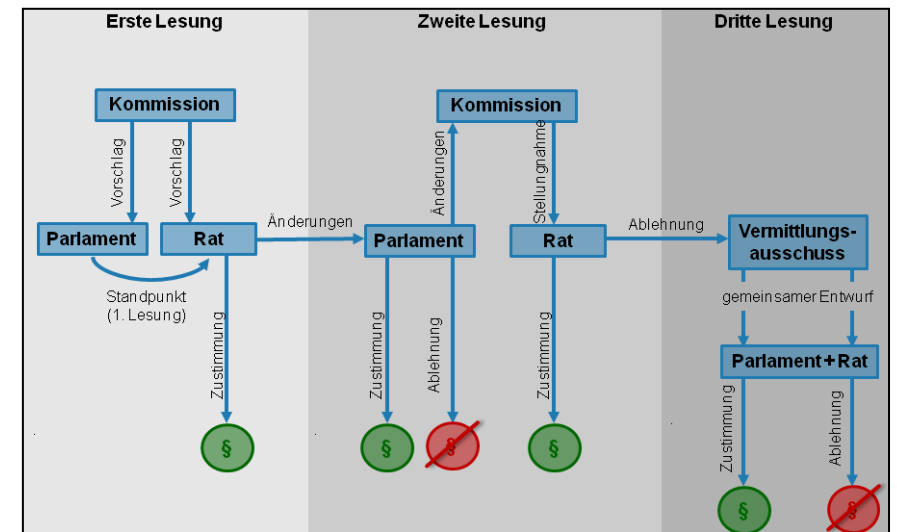 Erste Lesung
Zweite Lesung
Dritte Lesung
Kommission
Vorschlag
Vorschlag
Parlament
Rat
Standpunkt
(1. Lesung)
Zustimmung
§
Änderungen
Kommission
Änderungen
Stellungnahme
Parlament
Rat
Zustimmung
Ablehnung
Zustimmung
§
§
§
Ablehnung
Vermittlungs-
ausschuss
gemeinsamer Entwurf
Parlament + Rat
Zustimmung
Ablehnung
§
§